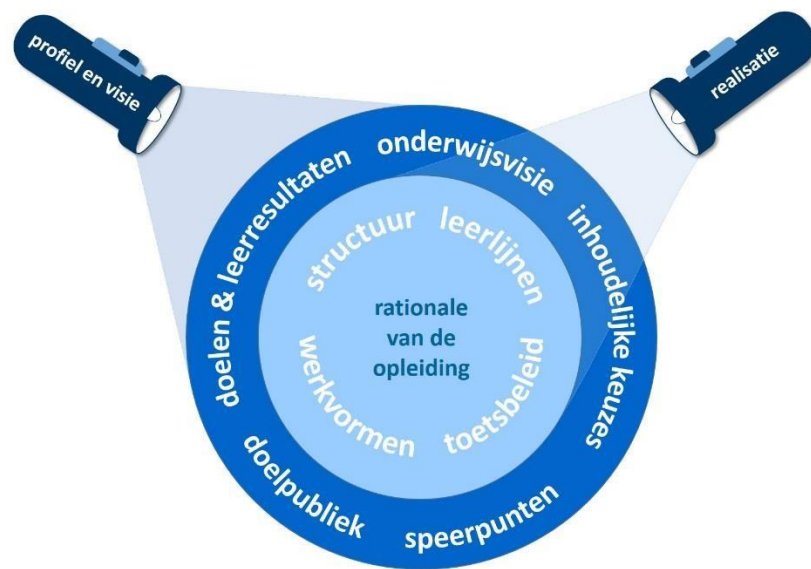 profiel en visie
realisatie
doelen & leerresultaten
onderwijsvisie
inhoudelijke keuzes
speerpunten
doelpubliek
structuur
leerlijnen
toetsbeleid
werkvormen
rationale
van de
opleiding